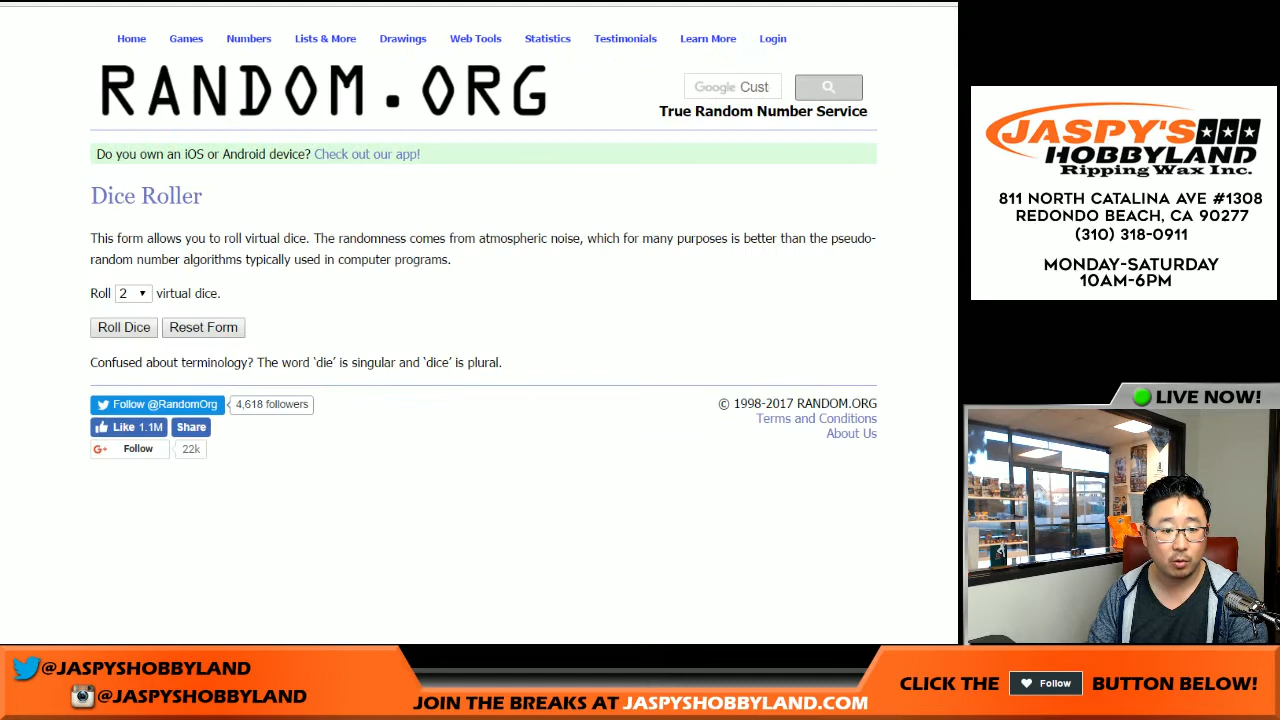 Home Games Numbers Lists & More Drawings Web Tools Statistics Testimonials Learn More Login
RANDOM.ORG
Google Cust
True Random Number Service
Do you own an iOS or Android device? Check out our app!
Dice Roller
This form allows you to roll virtual dice. The randomness comes from atmospheric noise, which for many purposes is better than the pseudo-
random number algorithms typically used in computer programs.
Roll 2 virtual dice.
Roll Dice Reset Form
Confused about terminology? The word ‘die’ is singular and ‘dice’ is plural.
Follow @RandomOrg 4,618 followers
Like 1.1M Share
G+ Follow 22k
© 1998-2017 RANDOM.ORG
Terms and Conditions
About Us
JASPY'S
HOBBYLAND
Ripping Wax Inc.
811 NORTH CATALINA AVE #1308
REDONDO BEACH, CA 90277
(310) 318-0911
MONDAY-SATURDAY
10AM-6PM
LIVE NOW!
@JASPYSHOBBYLAND
@JASPYSHOBBYLAND
JOIN THE BREAKS AT JASPYSHOBBYLAND.COM
CLICK THE Follow BUTTON BELOW!